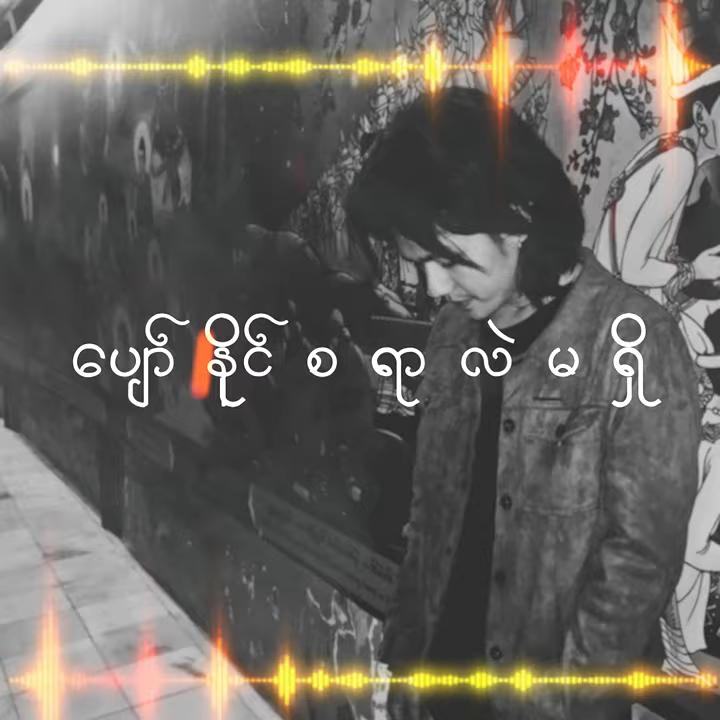 ပျော် နိုင် စ ရာ လဲ မ ရှိ